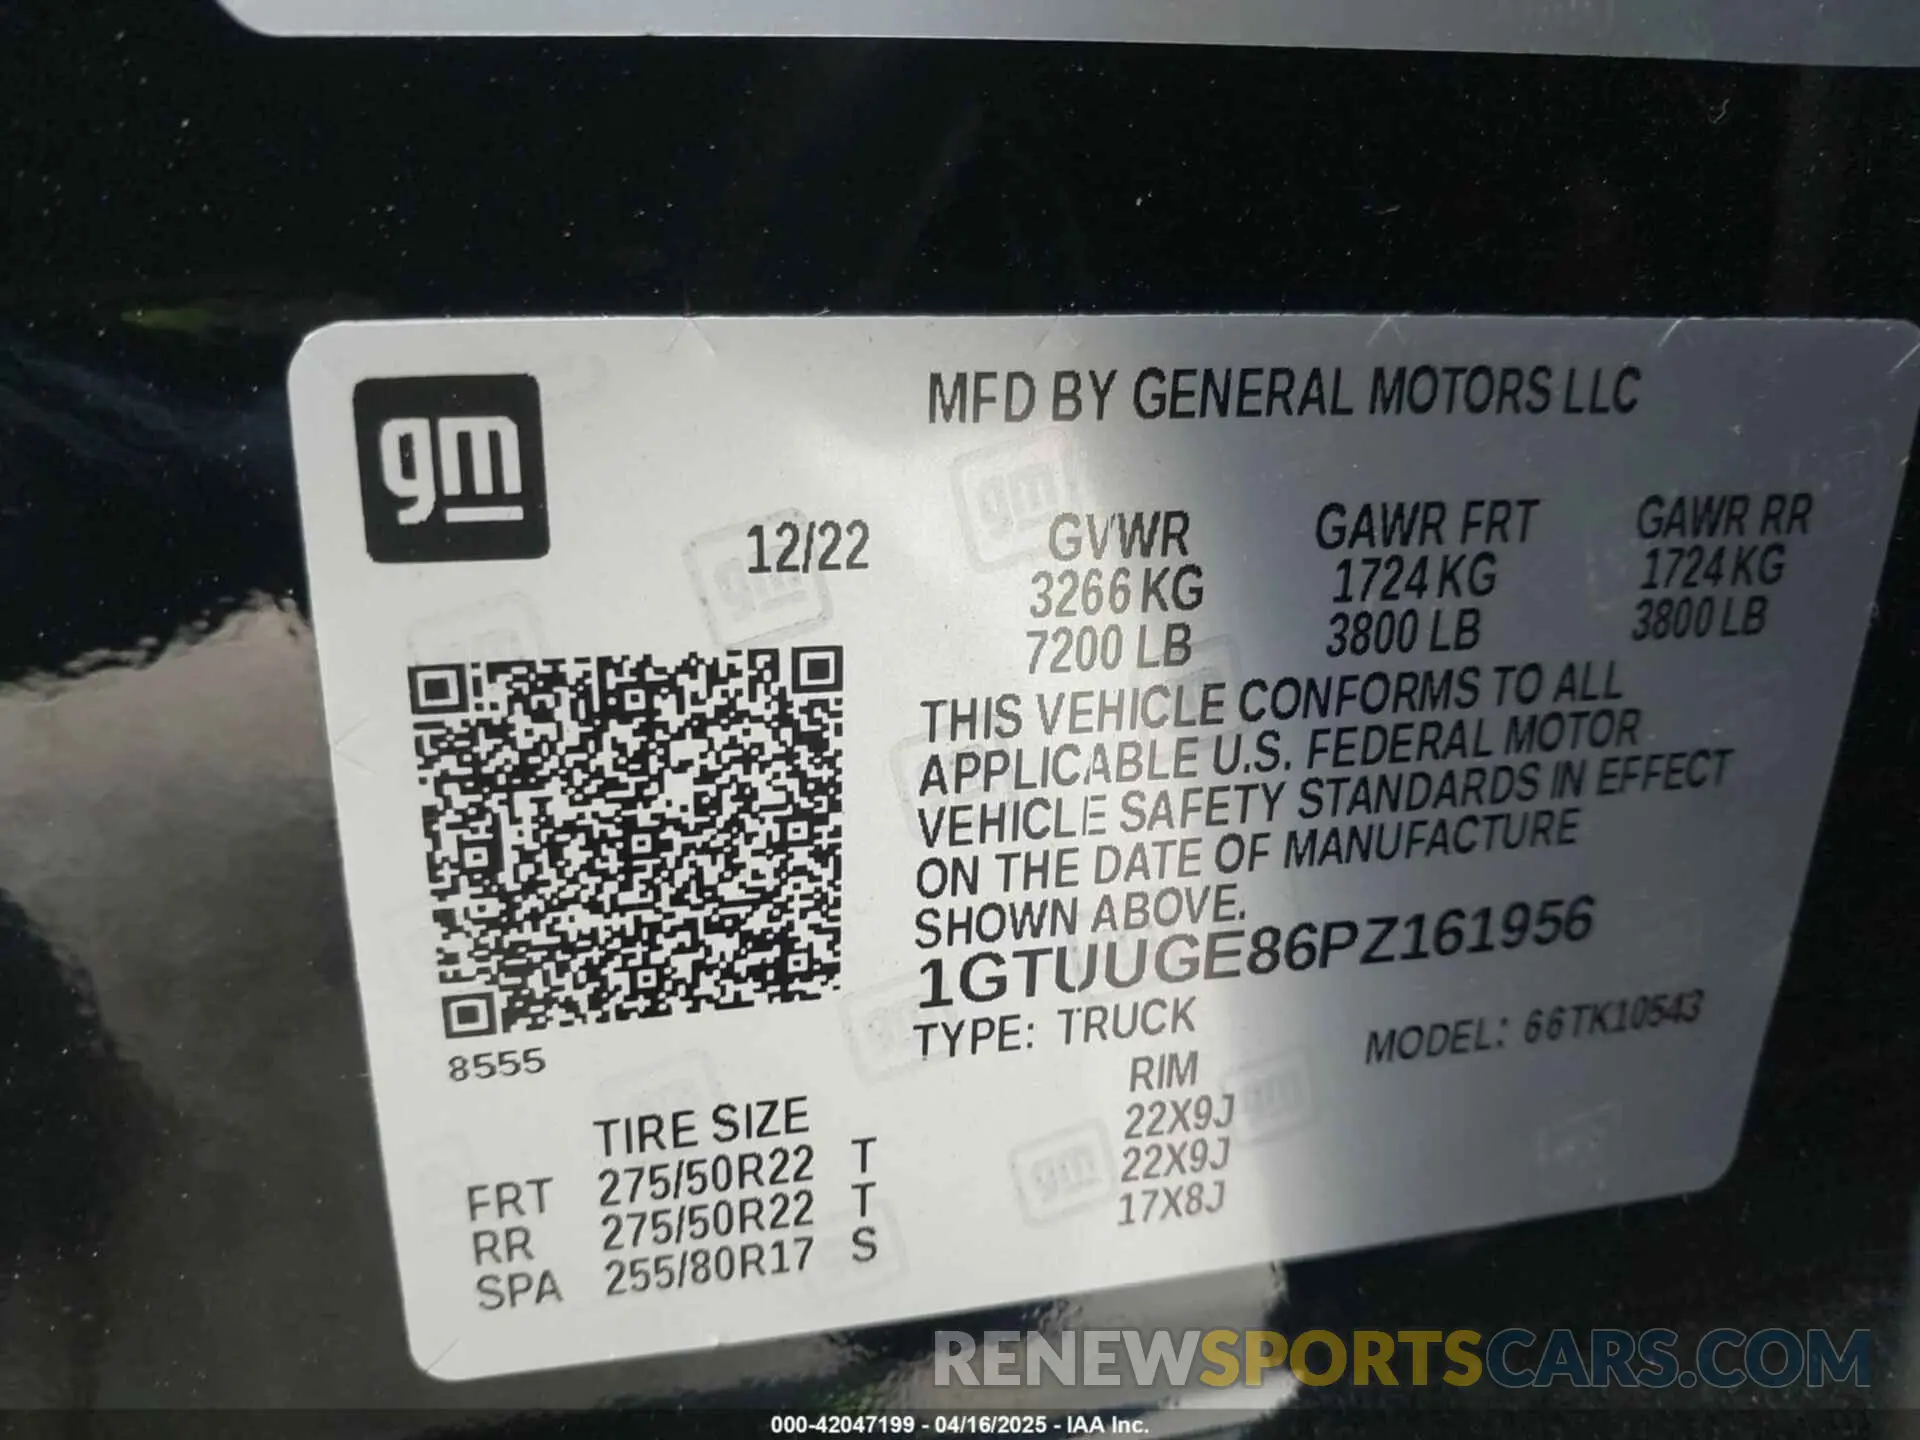 gm
MFD BY GENERAL MOTORS LLC
12/22
GVWR GAWR FRT GAWR RR
3266 KG 1724 KG 1724 KG
7200 LB 3800 LB 3800 LB
THIS VEHICLE CONFORMS TO ALL
APPLICABLE U.S. FEDERAL MOTOR
VEHICLE SAFETY STANDARDS IN EFFECT
ON THE DATE OF MANUFACTURE
SHOWN ABOVE.
1GTUUGE86PZ161956
TYPE: TRUCK MODEL: 66TK10543
8555
TIRE SIZE RIM
FRT 275/50R22 T 22X9J
RR 275/50R22 T 22X9J
SPA 255/80R17 S 17X8J
RENEWSPORTSCARS.COM
000-42047199 - 04/16/2025 - IAA Inc.